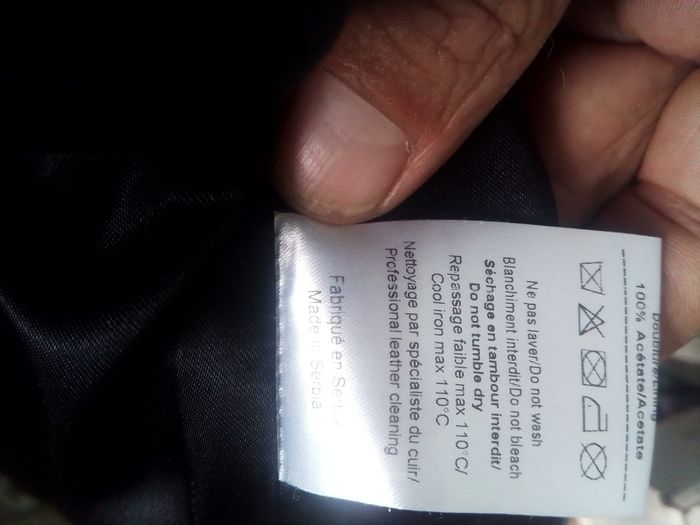 Doublure/Lining
100% Acétate/Acetate
Ne pas laver/Do not wash
Blanchiment interdit/Do not bleach
Séchage en tambour interdit/
Do not tumble dry
Repassage faible max 110°C/
Cool iron max 110°C
Nettoyage par spécialiste du cuir/
Professional leather cleaning
Fabriqué en Serbie
Made in Serbia